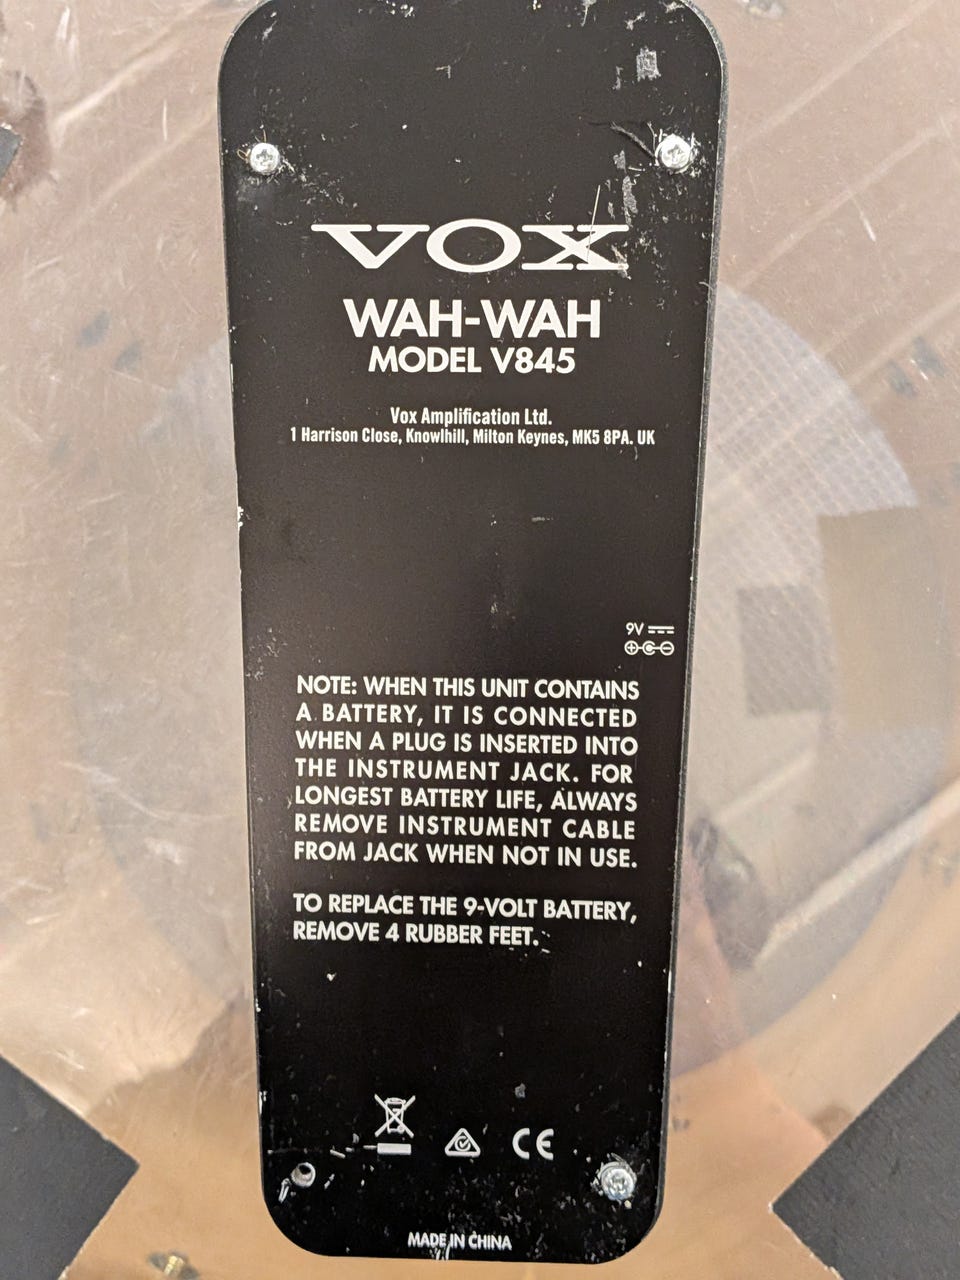 VOX
WAH-WAH
MODEL V845
Vox Amplification Ltd.
1 Harrison Close, Knowlhill, Milton Keynes, MK5 8PA. UK
9V
NOTE: WHEN THIS UNIT CONTAINS
A BATTERY, IT IS CONNECTED
WHEN A PLUG IS INSERTED INTO
THE INSTRUMENT JACK. FOR
LONGEST BATTERY LIFE, ALWAYS
REMOVE INSTRUMENT CABLE
FROM JACK WHEN NOT IN USE.
TO REPLACE THE 9-VOLT BATTERY,
REMOVE 4 RUBBER FEET.
CE
MADE IN CHINA